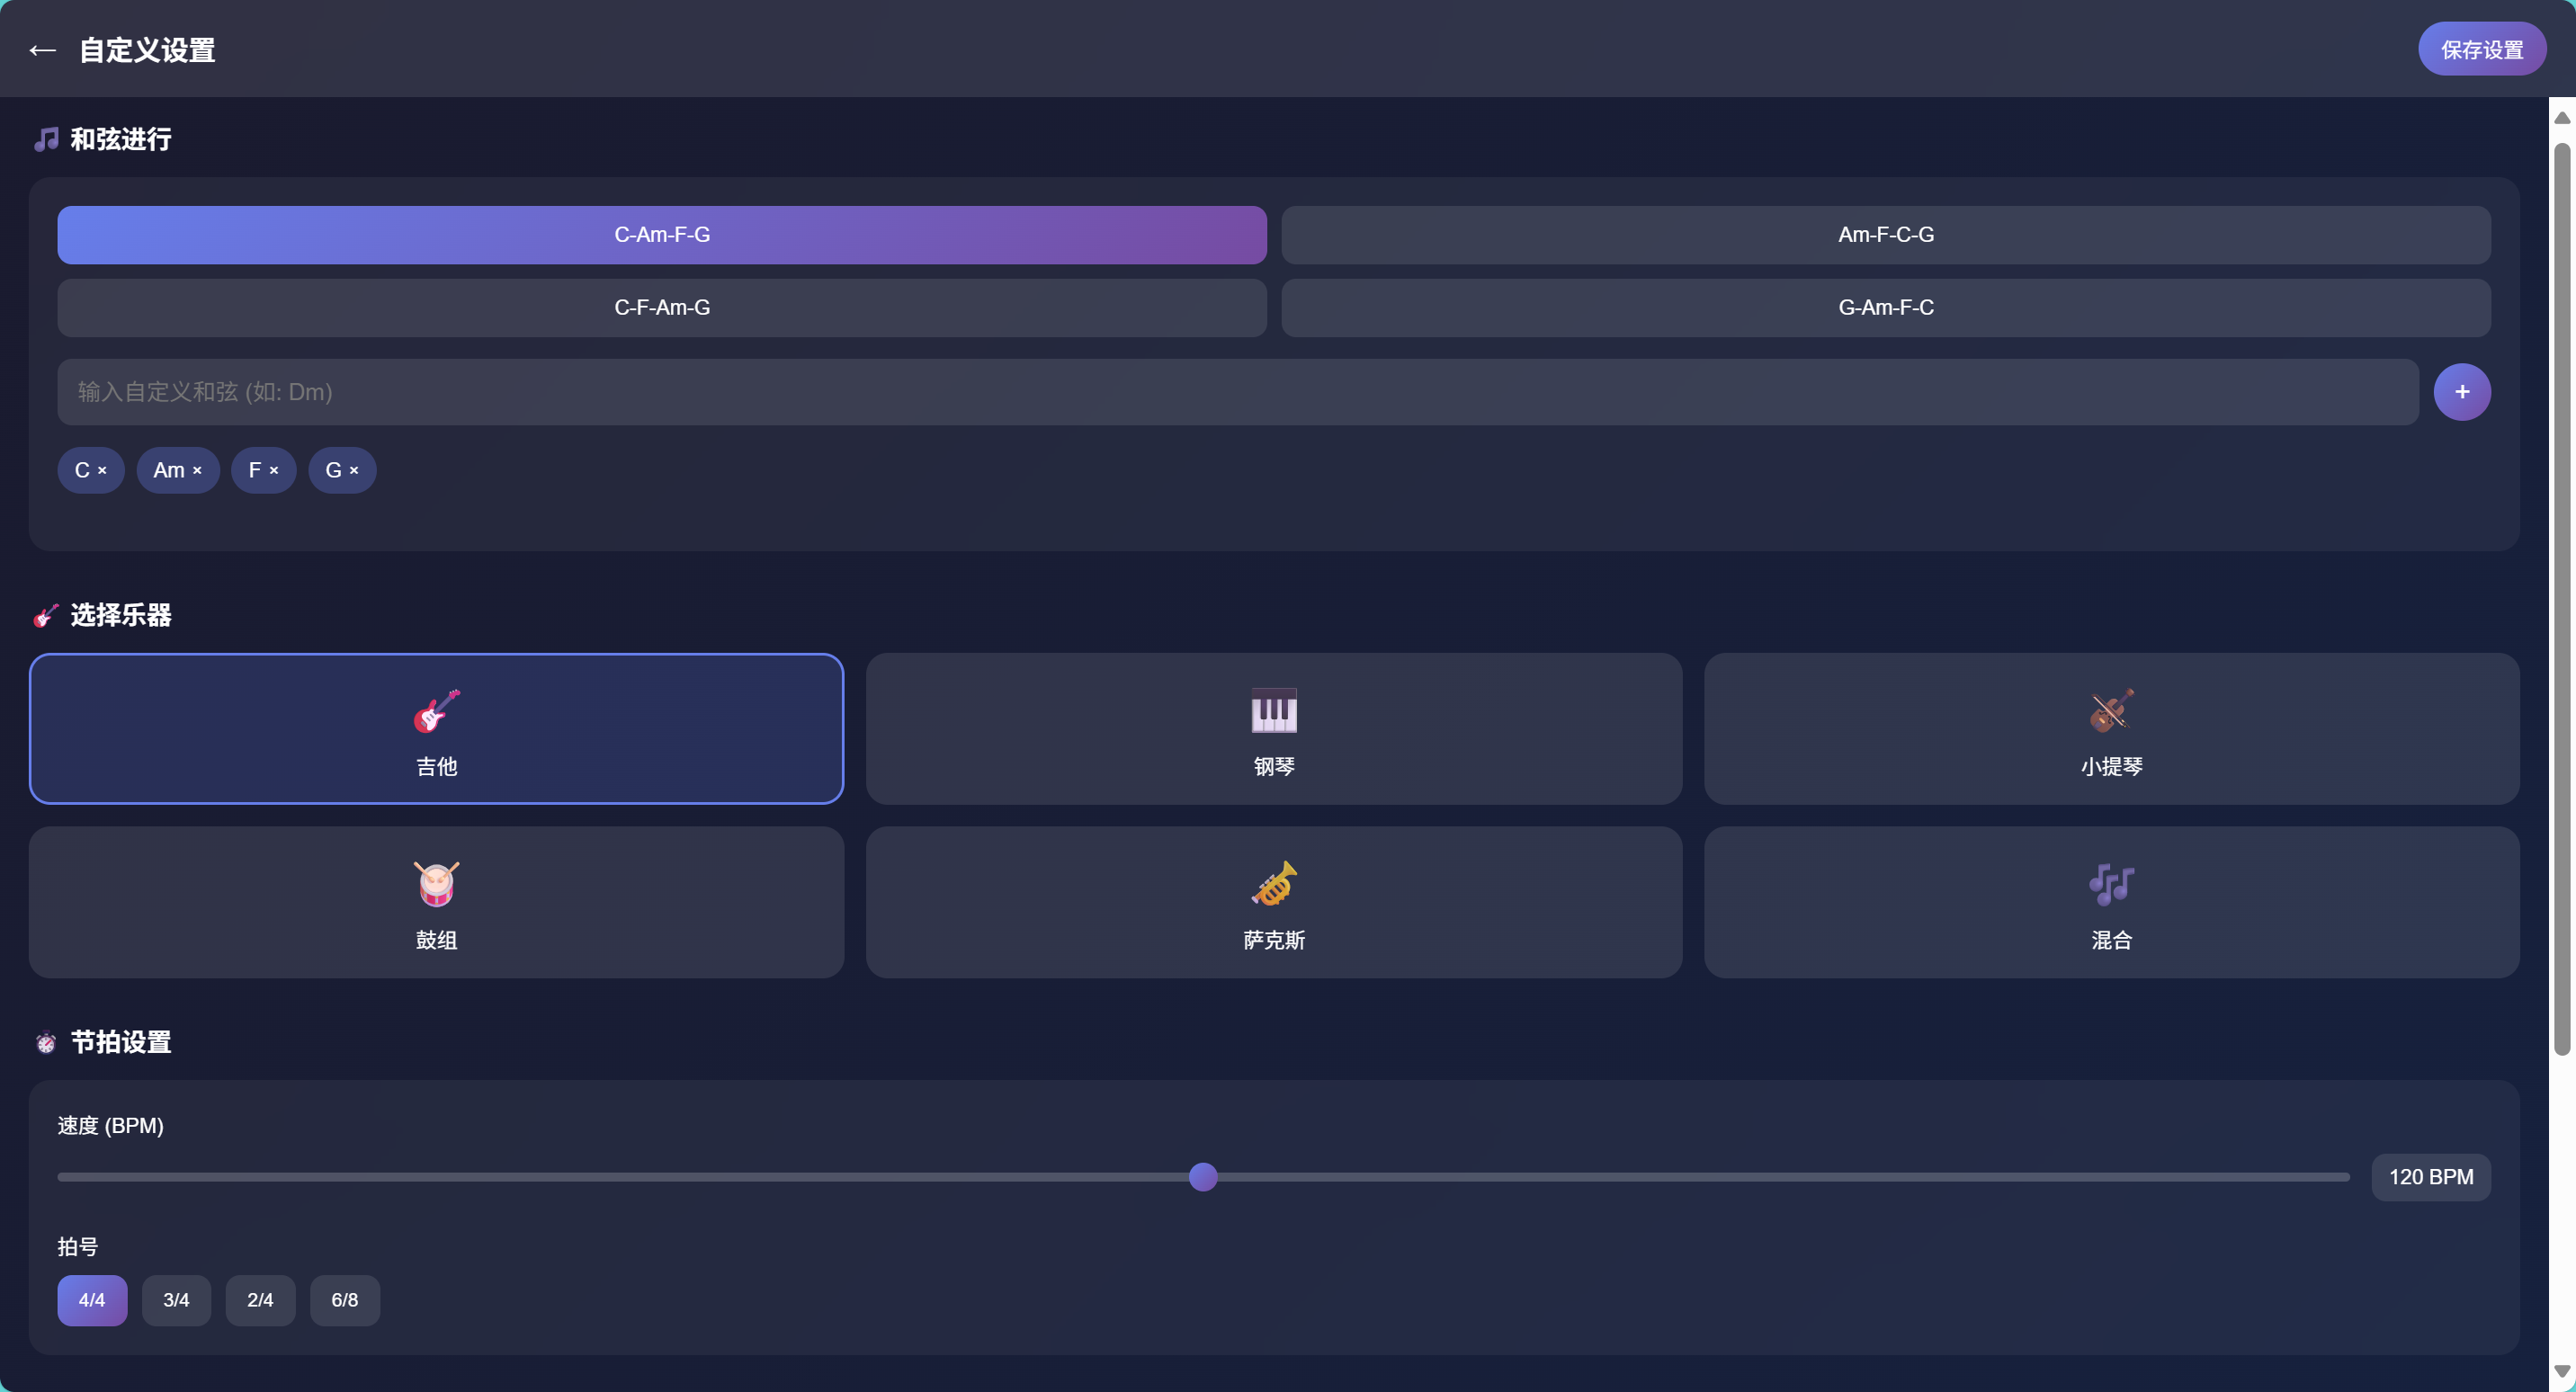 ← 自定义设置
保存设置
🎵 和弦进行
C-Am-F-G
Am-F-C-G
C-F-Am-G
G-Am-F-C
输入自定义和弦 (如: Dm)
+
C ×
Am ×
F ×
G ×
🎸 选择乐器
吉他
钢琴
小提琴
鼓组
萨克斯
混合
⏱ 节拍设置
速度 (BPM)
120 BPM
拍号
4/4
3/4
2/4
6/8